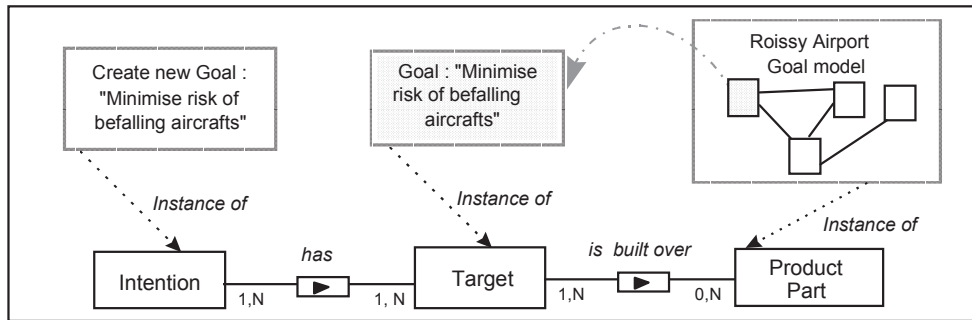 Create new Goal :
"Minimise risk of
befalling aircrafts"
Goal : "Minimise
risk of befalling
aircrafts"
Roissy Airport
Goal model
Instance of
Instance of
Instance of
Intention
has
Target
is built over
Product
Part
1,N
1, N
1,N
0,N